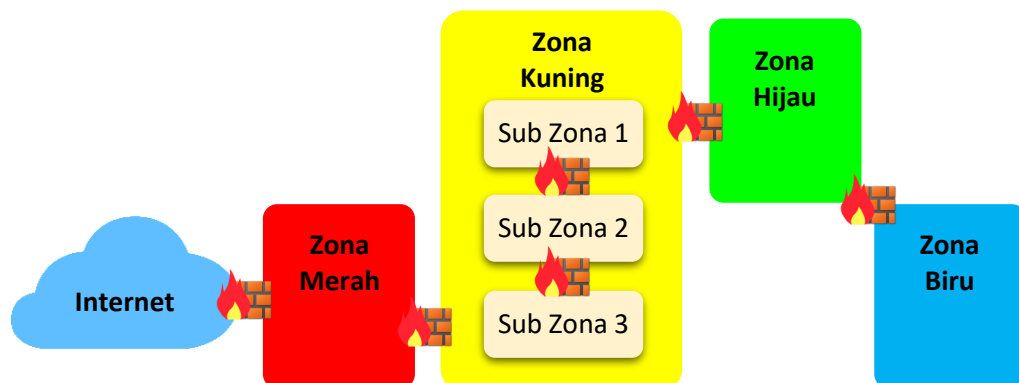 Internet
Zona
Merah
Zona
Kuning
Sub Zona 1
Sub Zona 2
Sub Zona 3
Zona
Hijau
Zona
Biru